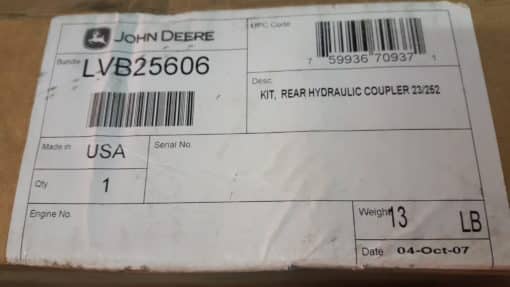 JOHN DEERE
UPC Code
7 59936 70937 1
Bundle
LVB25606
Desc.
KIT, REAR HYDRAULIC COUPLER 23/252
Made in USA
Serial No.
Qty. 1
Engine No.
Weight 13 LB
Date 04-Oct-07